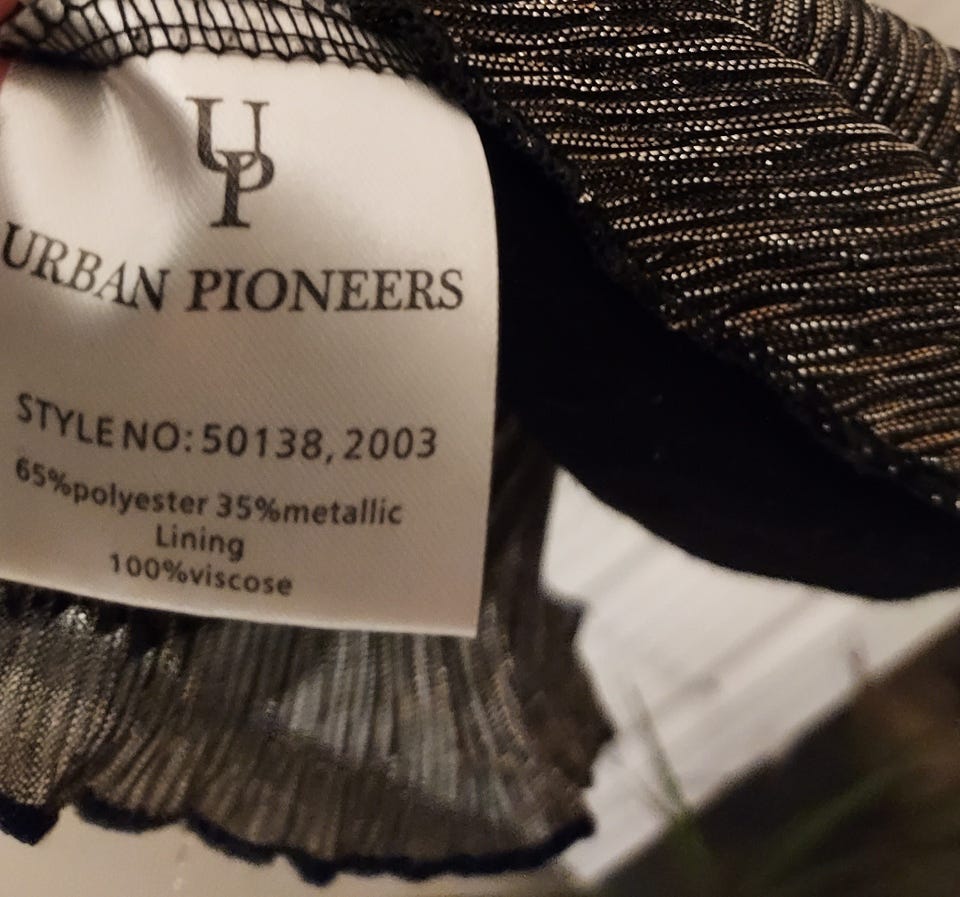 UP
URBAN PIONEERS
STYLE NO: 50138, 2003
65%polyester 35%metallic
Lining
100%viscose